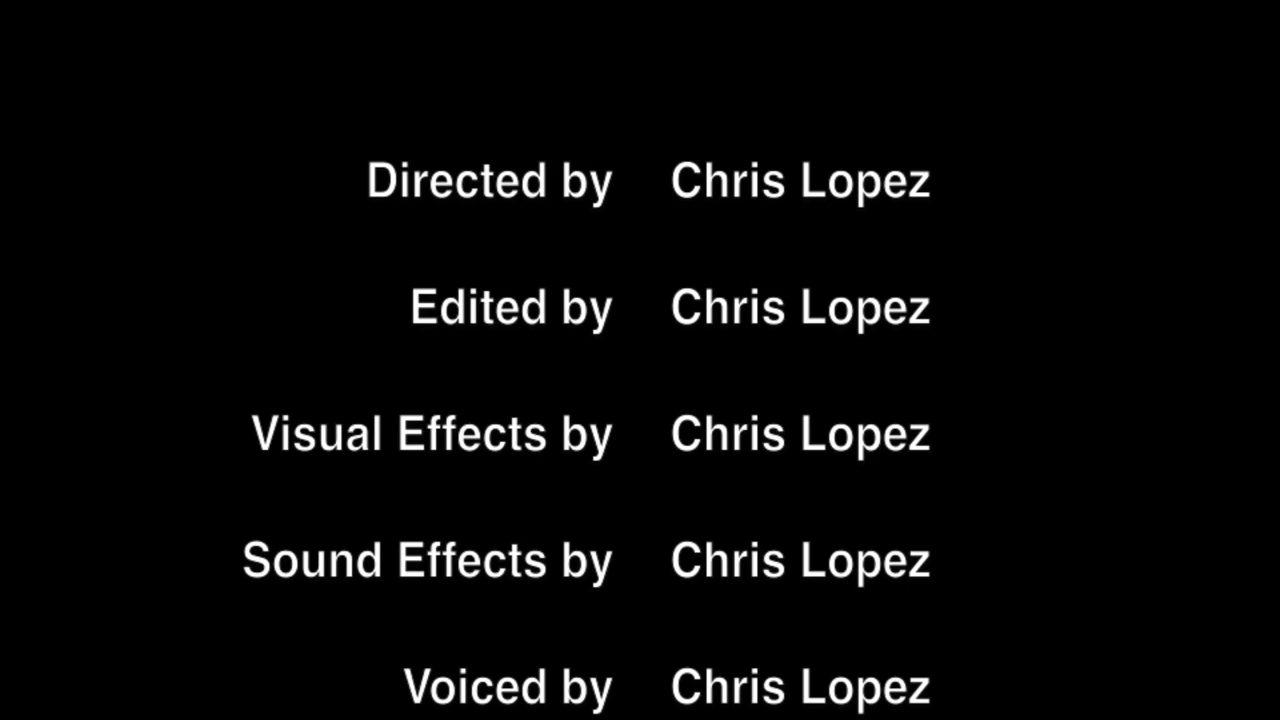 Directed by Chris Lopez
Edited by Chris Lopez
Visual Effects by Chris Lopez
Sound Effects by Chris Lopez
Voiced by Chris Lopez